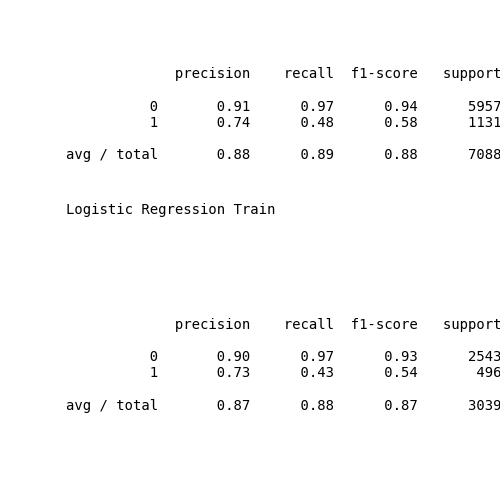 precision recall f1-score support
0 0.91 0.97 0.94 5957
1 0.74 0.48 0.58 1131
avg / total 0.88 0.89 0.88 7088
Logistic Regression Train
precision recall f1-score support
0 0.90 0.97 0.93 2543
1 0.73 0.43 0.54 496
avg / total 0.87 0.88 0.87 3039